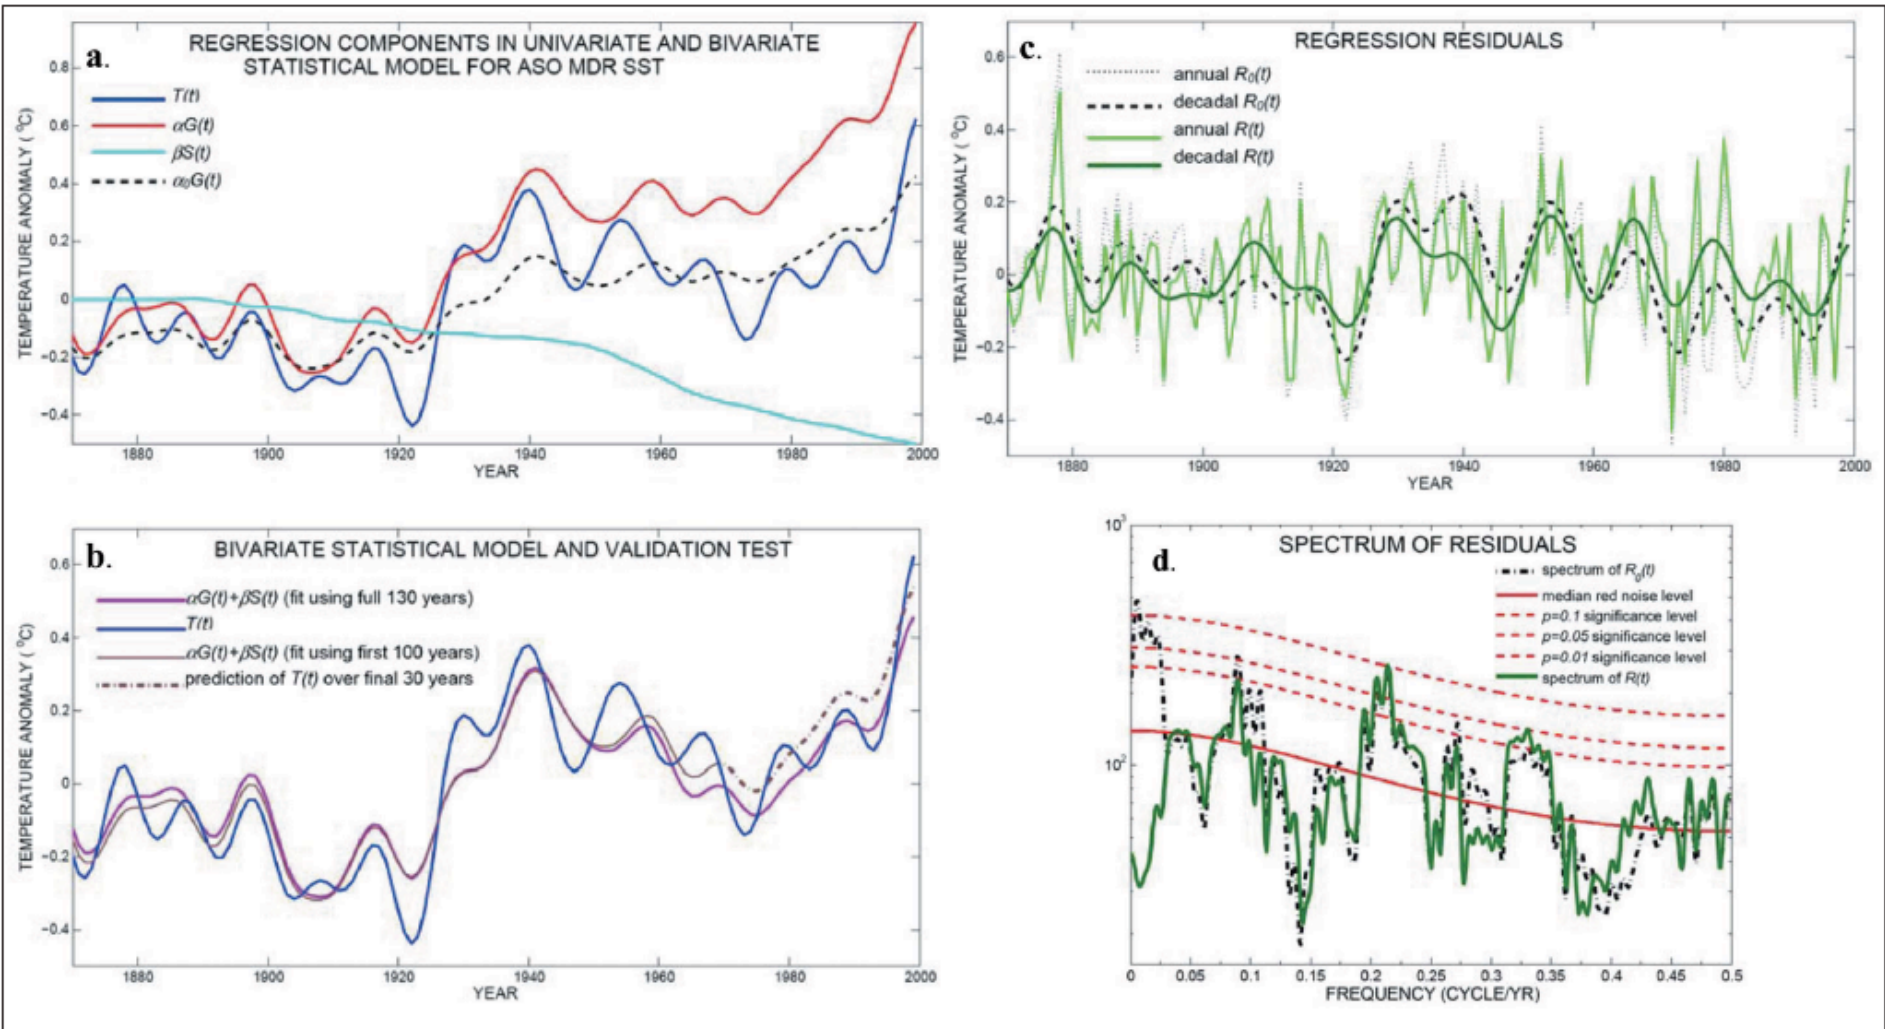 a.
REGRESSION COMPONENTS IN UNIVARIATE AND BIVARIATE
STATISTICAL MODEL FOR ASO MDR SST
T(t)
αG(t)
βS(t)
α₀G(t)
TEMPERATURE ANOMALY (°C)
0.8
0.6
0.4
0.2
0
−0.2
−0.4
1880 1900 1920 1940 1960 1980 2000
YEAR
b.
BIVARIATE STATISTICAL MODEL AND VALIDATION TEST
αG(t)+βS(t) (fit using full 130 years)
T(t)
αG(t)+βS(t) (fit using first 100 years)
prediction of T(t) over final 30 years
TEMPERATURE ANOMALY (°C)
0.6
0.4
0.2
0
−0.2
−0.4
1880 1900 1920 1940 1960 1980 2000
YEAR
c.
REGRESSION RESIDUALS
annual R₀(t)
decadal R₀(t)
annual R(t)
decadal R(t)
TEMPERATURE ANOMALY (°C)
0.6
0.4
0.2
0
−0.2
−0.4
1880 1900 1920 1940 1960 1980 2000
YEAR
d.
SPECTRUM OF RESIDUALS
spectrum of R₀(t)
median red noise level
p=0.1 significance level
p=0.05 significance level
p=0.01 significance level
spectrum of R(t)
10³
10²
0 0.05 0.1 0.15 0.2 0.25 0.3 0.35 0.4 0.45 0.5
FREQUENCY (CYCLE/YR)